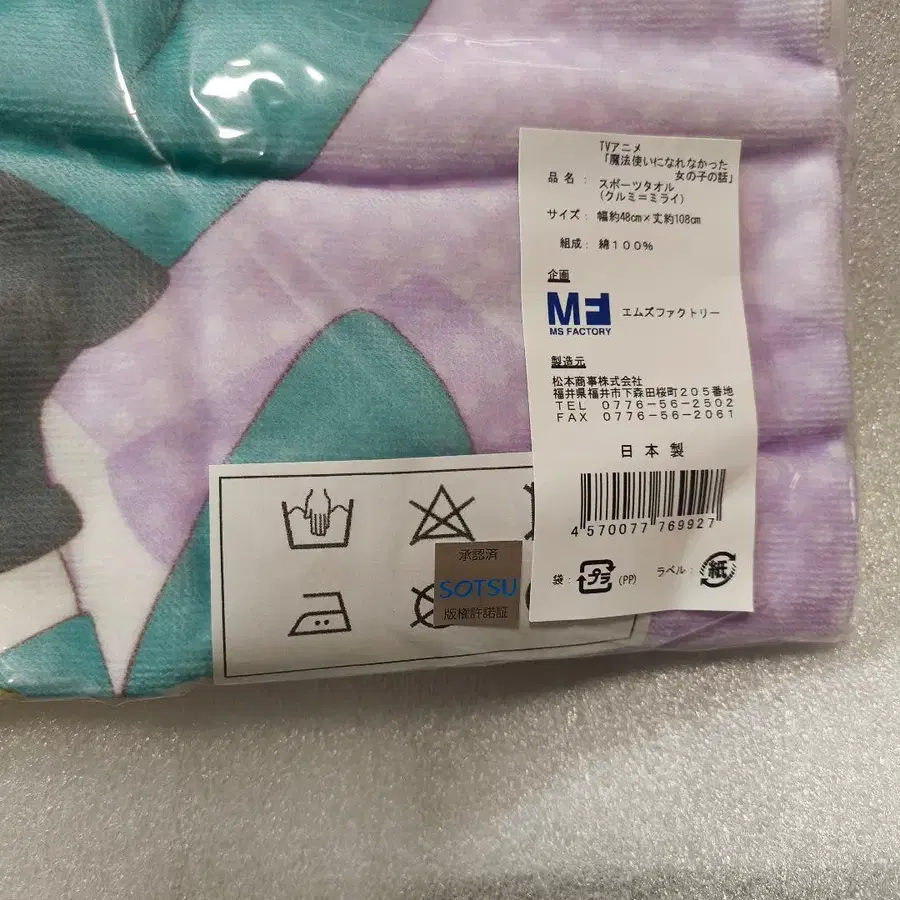 TVアニメ
「魔法使いになれなかった
女の子の話」
品 名： スポーツタオル
（クルミ＝ミライ）
サイズ： 幅約48cm×丈約108cm
組成： 綿１００％
企画
MF
MS FACTORY
エムズファクトリー
製造元
松本商事株式会社
福井県福井市下森田桜町２０５番地
ＴＥＬ ０７７６－５６－２５０２
ＦＡＸ ０７７６－５６－２０６１
日 本 製
4 570077 769927
袋： プラ (PP) ラベル： 紙
承認済
SOTSU
版権許諾証